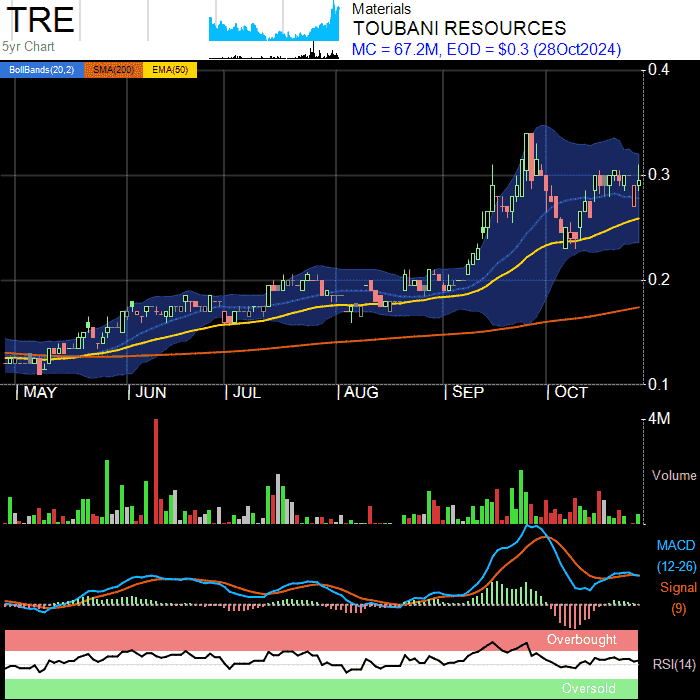 TRE
5yr Chart
Materials
TOUBANI RESOURCES
MC = 67.2M, EOD = $0.3 (28Oct2024)
BollBands(20,2) SMA(200) EMA(50)
0.4
0.3
0.2
0.1
MAY JUN JUL AUG SEP OCT
4M
Volume
MACD
(12-26)
Signal
(9)
Overbought
RSI(14)
Oversold